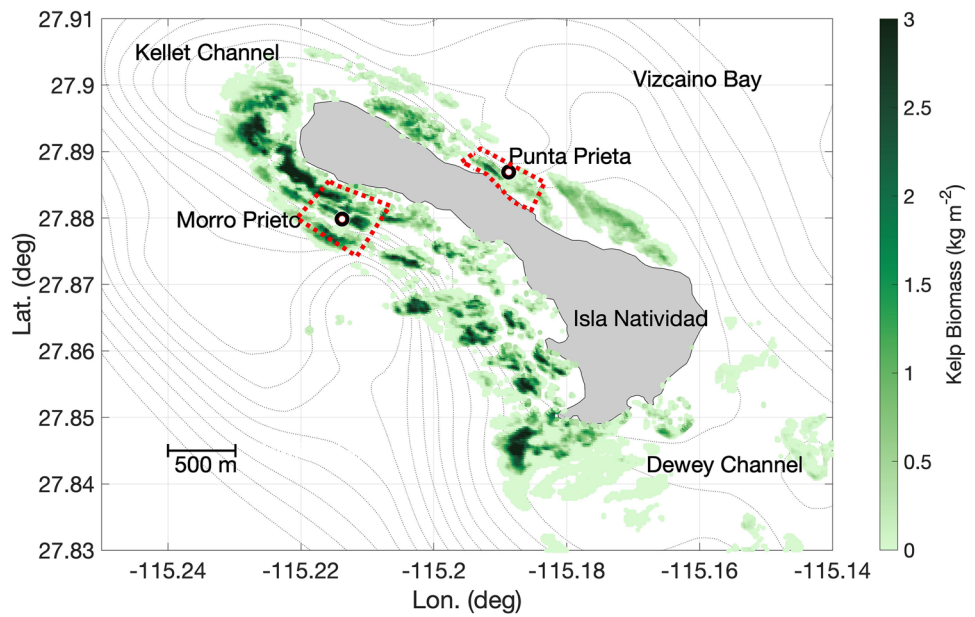 27.91
27.9
27.89
27.88
27.87
27.86
27.85
27.84
27.83
Lat. (deg)
Kellet Channel
Vizcaino Bay
Punta Prieta
Morro Prieto
Isla Natividad
500 m
Dewey Channel
-115.24
-115.22
-115.2
-115.18
-115.16
-115.14
Lon. (deg)
3
2.5
2
1.5
1
0.5
0
Kelp Biomass (kg m⁻²)